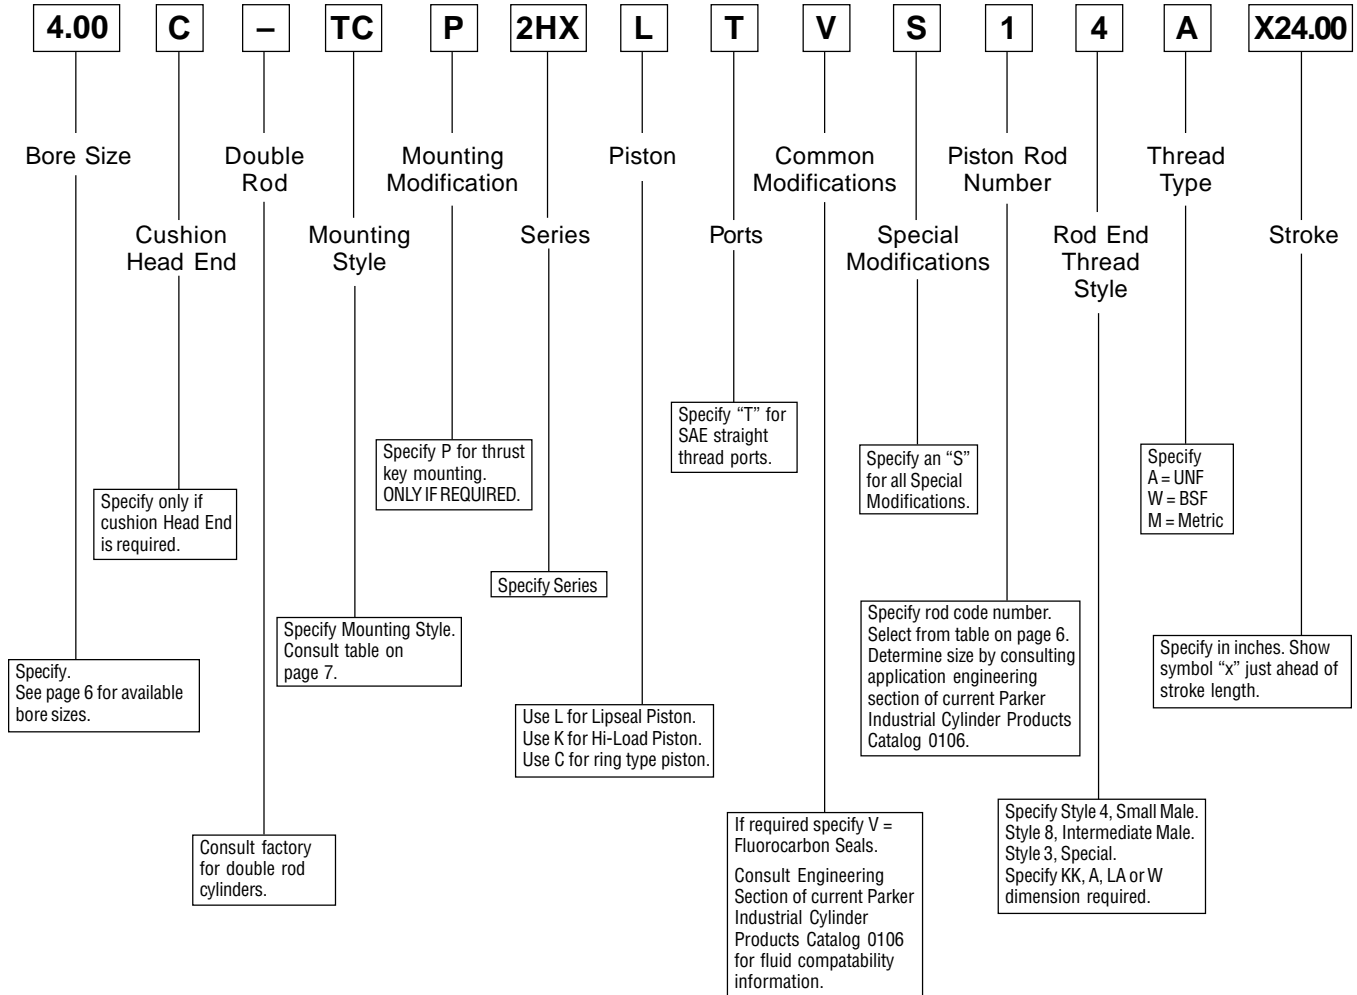 4.00 C – TC P 2HX L T V S 1 4 A X24.00
Bore Size
Double
Rod
Mounting
Modification
Piston
Common
Modifications
Piston Rod
Number
Thread
Type
Cushion
Head End
Mounting
Style
Series
Ports
Special
Modifications
Rod End
Thread
Style
Stroke
Specify “T” for
SAE straight
thread ports.
Specify P for thrust
key mounting.
ONLY IF REQUIRED.
Specify an “S”
for all Special
Modifications.
Specify
A = UNF
W = BSF
M = Metric
Specify only if
cushion Head End
is required.
Specify Series
Specify rod code number.
Select from table on page 6.
Determine size by consulting
application engineering
section of current Parker
Industrial Cylinder Products
Catalog 0106.
Specify Mounting Style.
Consult table on
page 7.
Specify in inches. Show
symbol “x” just ahead of
stroke length.
Specify.
See page 6 for available
bore sizes.
Use L for Lipseal Piston.
Use K for Hi-Load Piston.
Use C for ring type piston.
Specify Style 4, Small Male.
Style 8, Intermediate Male.
Style 3, Special.
Specify KK, A, LA or W
dimension required.
If required specify V =
Fluorocarbon Seals.
Consult Engineering
Section of current Parker
Industrial Cylinder
Products Catalog 0106
for fluid compatability
information.
Consult factory
for double rod
cylinders.